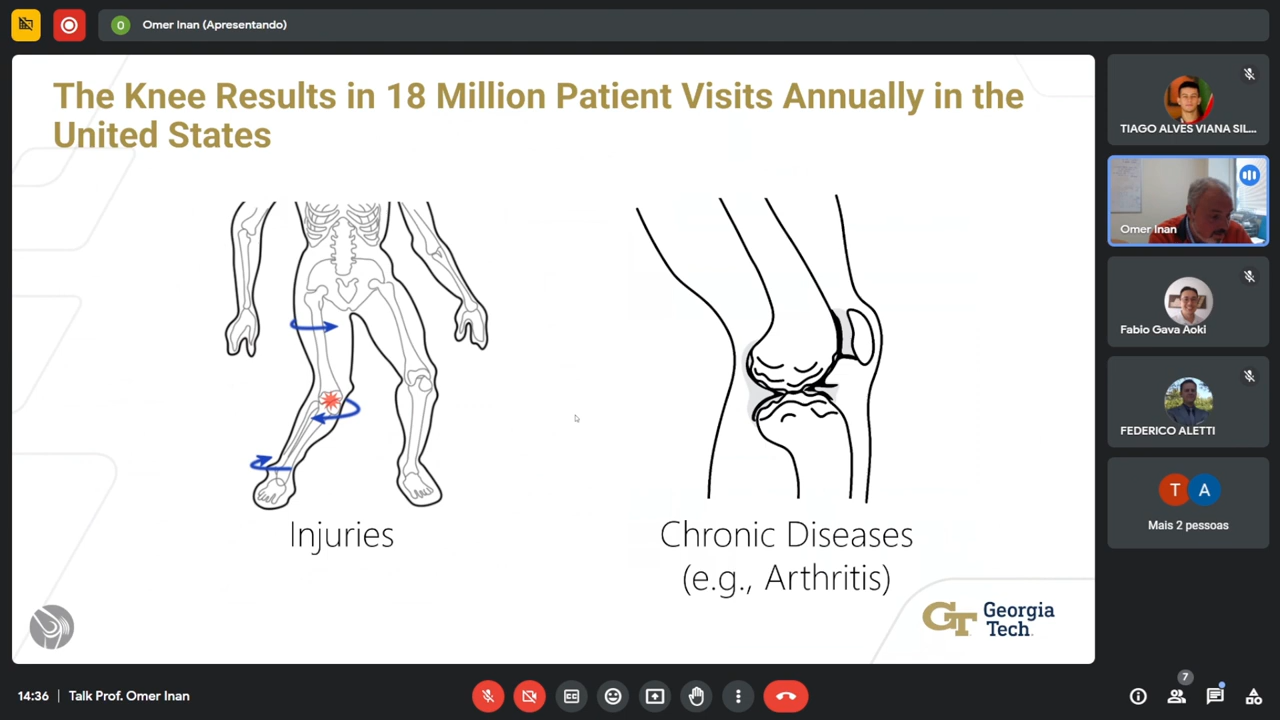 O Omer Inan (Apresentando)
The Knee Results in 18 Million Patient Visits Annually in the
United States
Injuries
Chronic Diseases
(e.g., Arthritis)
GT Georgia
Tech
TIAGO ALVES VIANA SIL...
Omer Inan
Fabio Gava Aoki
FEDERICO ALETTI
T A
Mais 2 pessoas
14:36 | Talk Prof. Omer Inan
CC
7